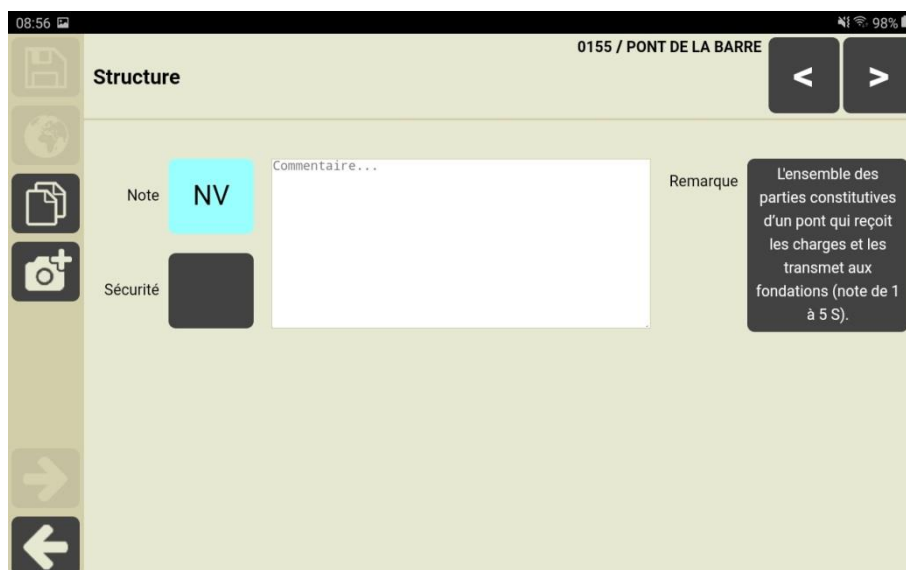 08:56
98%
0155 / PONT DE LA BARRE
Structure
<
>
Note
NV
Commentaire...
Remarque
L'ensemble des
parties constitutives
d'un pont qui reçoit
les charges et les
transmet aux
fondations (note de 1
à 5 S).
Sécurité